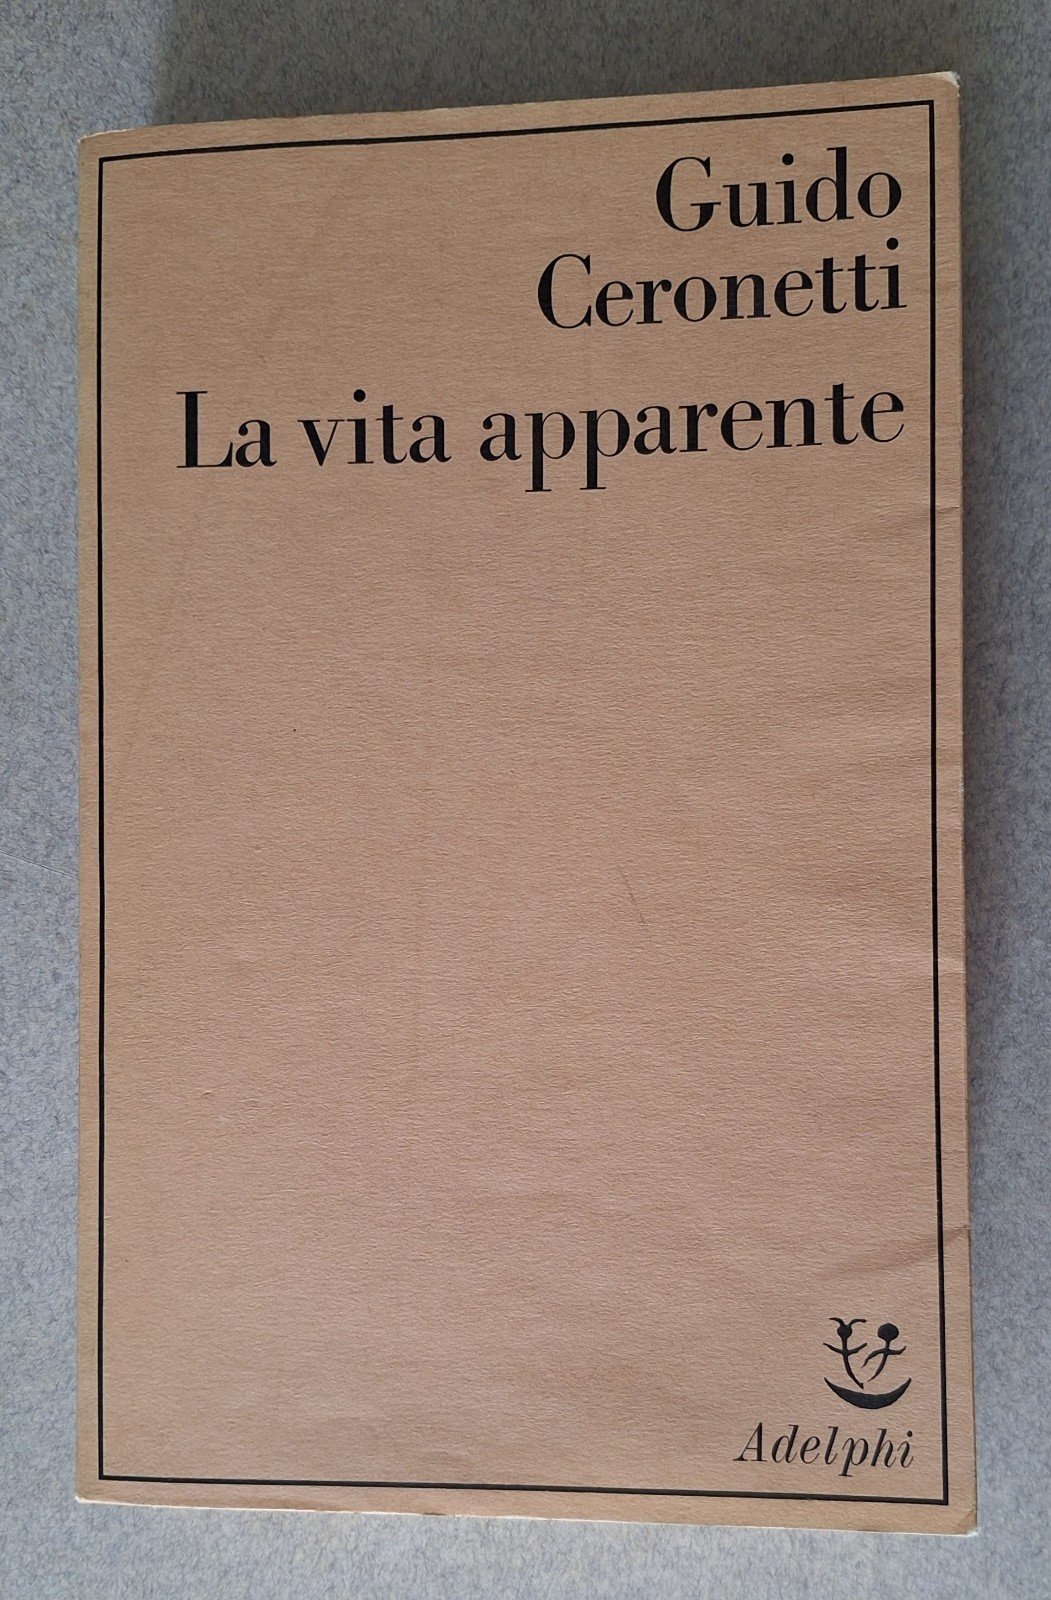 Guido
Ceronetti
La vita apparente
Adelphi